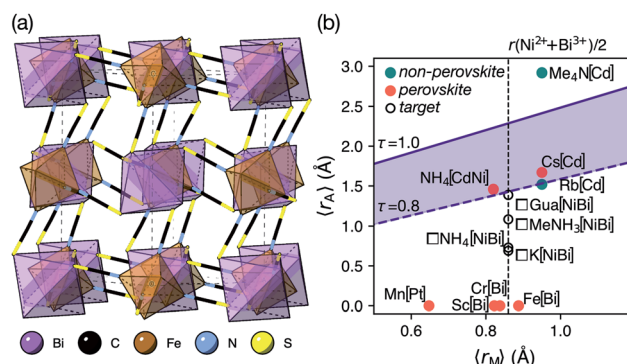 (a)
Bi
C
Fe
N
S
(b)
r(Ni²⁺+Bi³⁺)/2
non-perovskite
perovskite
target
Me₄N[Cd]
τ=1.0
Cs[Cd]
NH₄[CdNi]
Rb[Cd]
τ=0.8
□Gua[NiBi]
□MeNH₃[NiBi]
□NH₄[NiBi]
□K[NiBi]
Mn[Pt]
Cr[Bi]
Sc[Bi]
Fe[Bi]
3.0
2.5
2.0
1.5
1.0
0.5
0.0
⟨r_A⟩ (Å)
0.6
0.8
1.0
⟨r_M⟩ (Å)